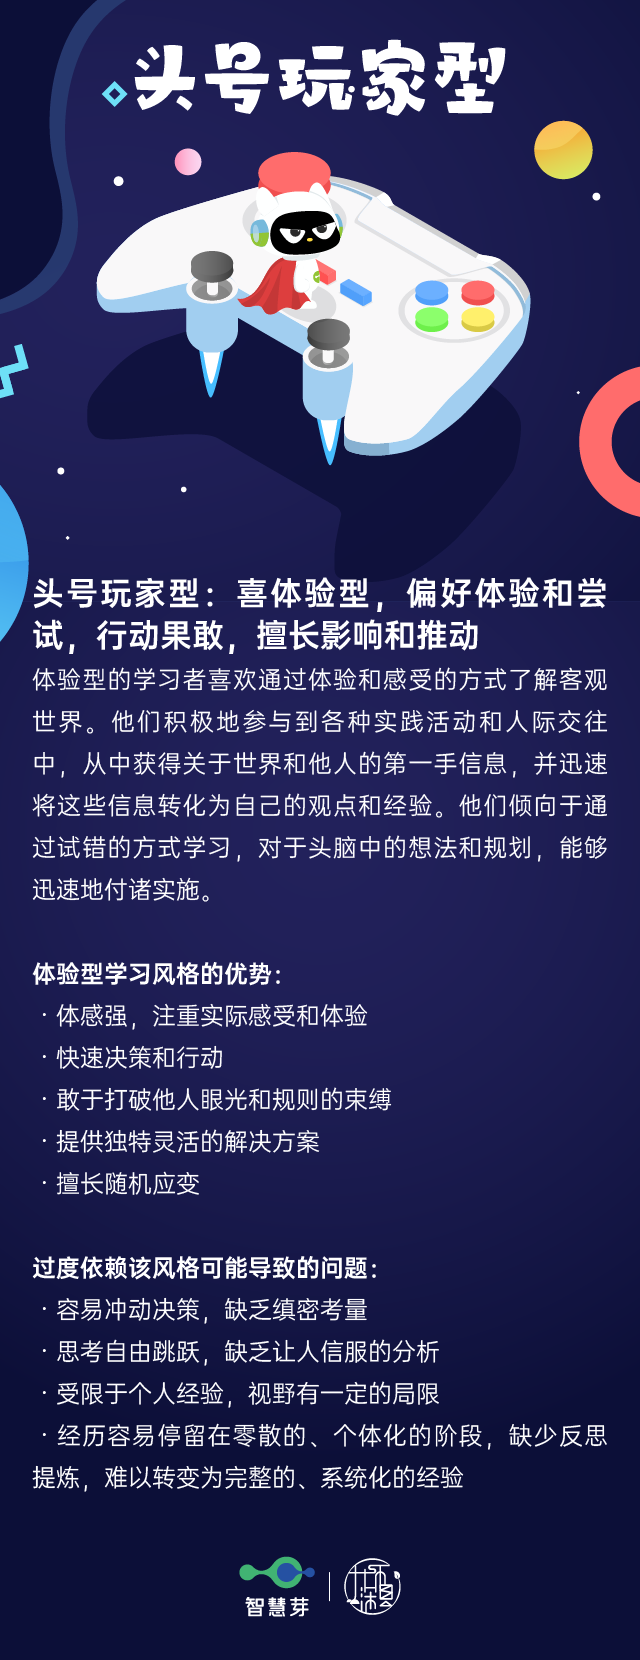 头号玩家型
头号玩家型：喜体验型，偏好体验和尝
试，行动果敢，擅长影响和推动
体验型的学习者喜欢通过体验和感受的方式了解客观
世界。他们积极地参与到各种实践活动和人际交往
中，从中获得关于世界和他人的第一手信息，并迅速
将这些信息转化为自己的观点和经验。他们倾向于通
过试错的方式学习，对于头脑中的想法和规划，能够
迅速地付诸实施。
体验型学习风格的优势：
·体感强，注重实际感受和体验
·快速决策和行动
·敢于打破他人眼光和规则的束缚
·提供独特灵活的解决方案
·擅长随机应变
过度依赖该风格可能导致的问题：
·容易冲动决策，缺乏缜密考量
·思考自由跳跃，缺乏让人信服的分析
·受限于个人经验，视野有一定的局限
·经历容易停留在零散的、个体化的阶段，缺少反思
提炼，难以转变为完整的、系统化的经验
智慧芽